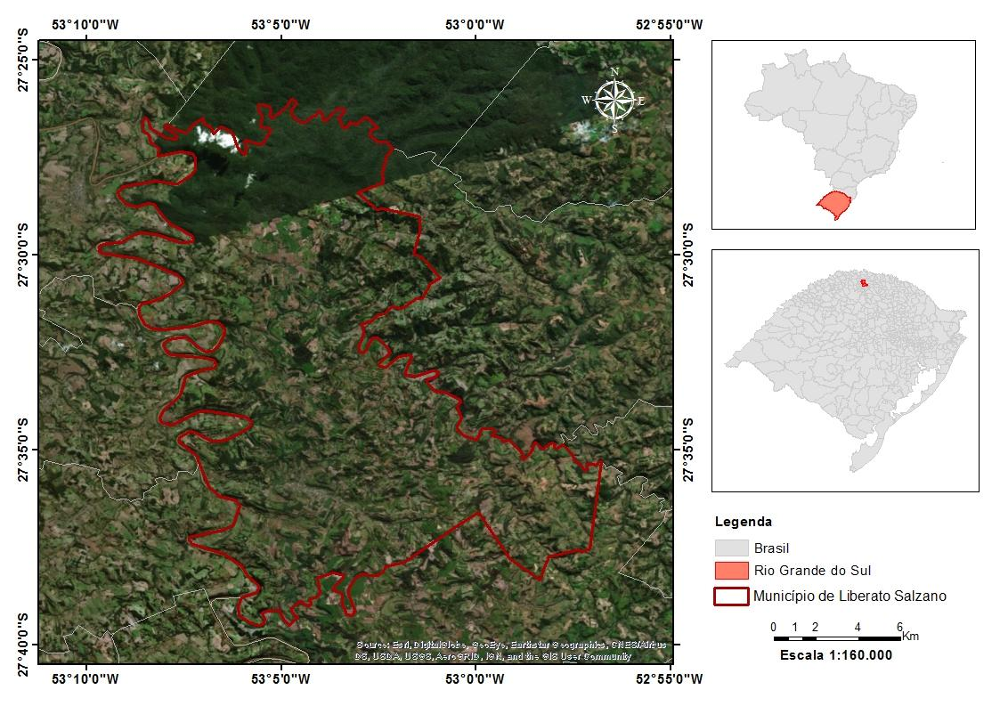 53°10'0"W 53°5'0"W 53°0'0"W 52°55'0"W
27°25'0"S
N
W E
S
27°30'0"S 27°30'0"S
27°35'0"S 27°35'0"S
27°40'0"S
Legenda
Brasil
Rio Grande do Sul
Município de Liberato Salzano
0 1 2 4 6 Km
Escala 1:160.000
Source: Esri, DigitalGlobe, GeoEye, Earthstar Geographics, CNES/Airbus
DS, USDA, USGS, AeroGRID, IGN, and the GIS User Community
53°10'0"W 53°5'0"W 53°0'0"W 52°55'0"W